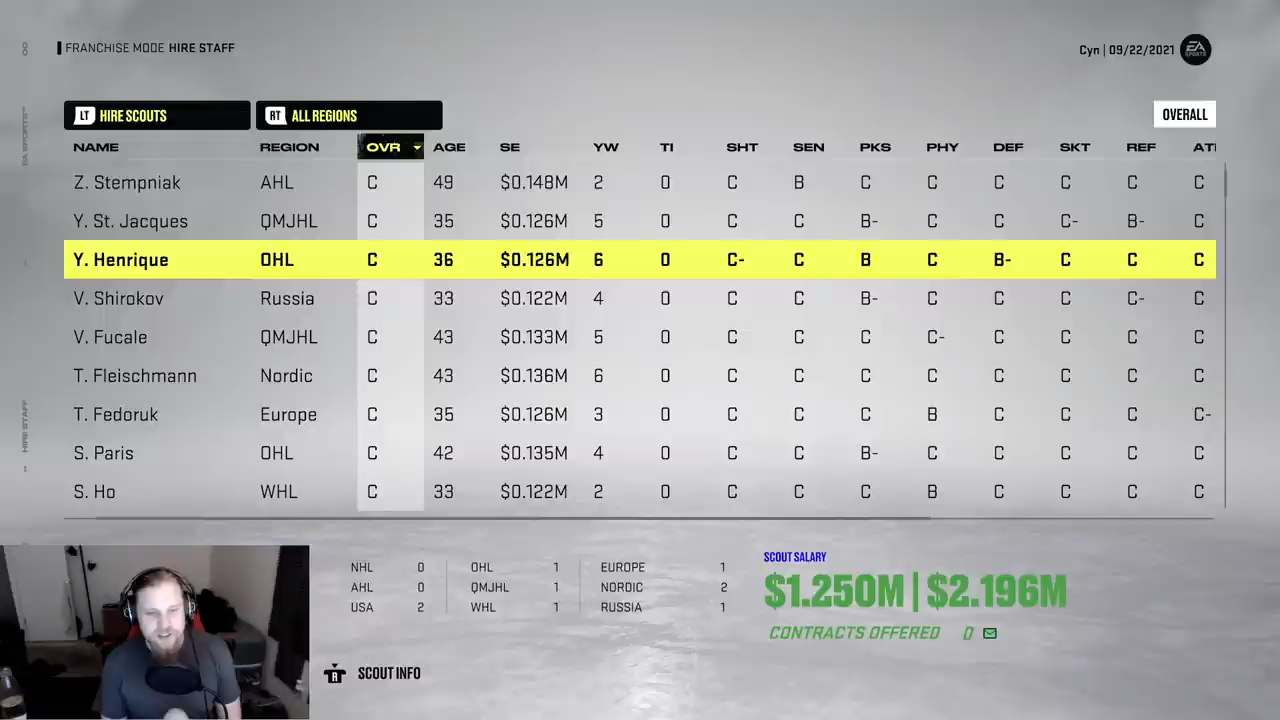 FRANCHISE MODE HIRE STAFF
Cyn | 09/22/2021
EA SPORTS
LT HIRE SCOUTS
RT ALL REGIONS
OVERALL
NAME REGION OVR AGE SE YW TI SHT SEN PKS PHY DEF SKT REF ATI
Z. Stempniak AHL C 49 $0.148M 2 0 C B C C C C C C
Y. St. Jacques QMJHL C 35 $0.126M 5 0 C C B- C C C- B- C
Y. Henrique OHL C 36 $0.126M 6 0 C- C B C B- C C C
V. Shirokov Russia C 33 $0.122M 4 0 C C B- C C C C- C
V. Fucale QMJHL C 43 $0.133M 5 0 C C C C- C C C C
T. Fleischmann Nordic C 43 $0.136M 6 0 C C C C C C C C
T. Fedoruk Europe C 35 $0.126M 3 0 C C C B C C C C-
S. Paris OHL C 42 $0.135M 4 0 C C B- C C C C C
S. Ho WHL C 33 $0.122M 2 0 C C C B C C C C
NHL 0 OHL 1 EUROPE 1
AHL 0 QMJHL 1 NORDIC 2
USA 2 WHL 1 RUSSIA 1
SCOUT SALARY
$1.250M | $2.196M
CONTRACTS OFFERED 0
R SCOUT INFO
HIRE STAFF